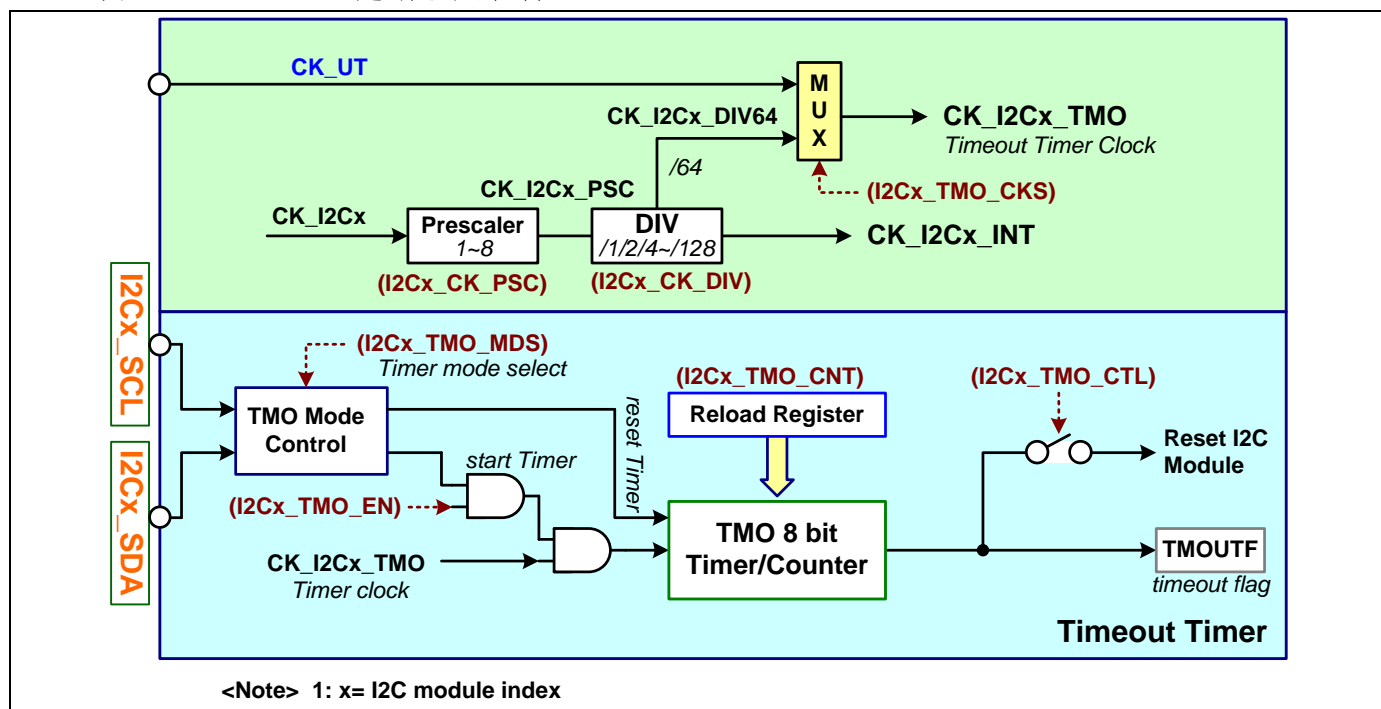 CK_UT
M
U
X
CK_I2Cx_DIV64
CK_I2Cx_TMO
Timeout Timer Clock
/64
CK_I2Cx_PSC
(I2Cx_TMO_CKS)
CK_I2Cx
Prescaler
1~8
DIV
/1/2/4~/128
CK_I2Cx_INT
(I2Cx_CK_PSC)
(I2Cx_CK_DIV)
I2Cx_SCL
I2Cx_SDA
(I2Cx_TMO_MDS)
Timer mode select
TMO Mode
Control
reset Timer
start Timer
(I2Cx_TMO_EN)
CK_I2Cx_TMO
Timer clock
(I2Cx_TMO_CNT)
Reload Register
TMO 8 bit
Timer/Counter
(I2Cx_TMO_CTL)
Reset I2C
Module
TMOUTF
timeout flag
Timeout Timer
<Note> 1: x= I2C module index